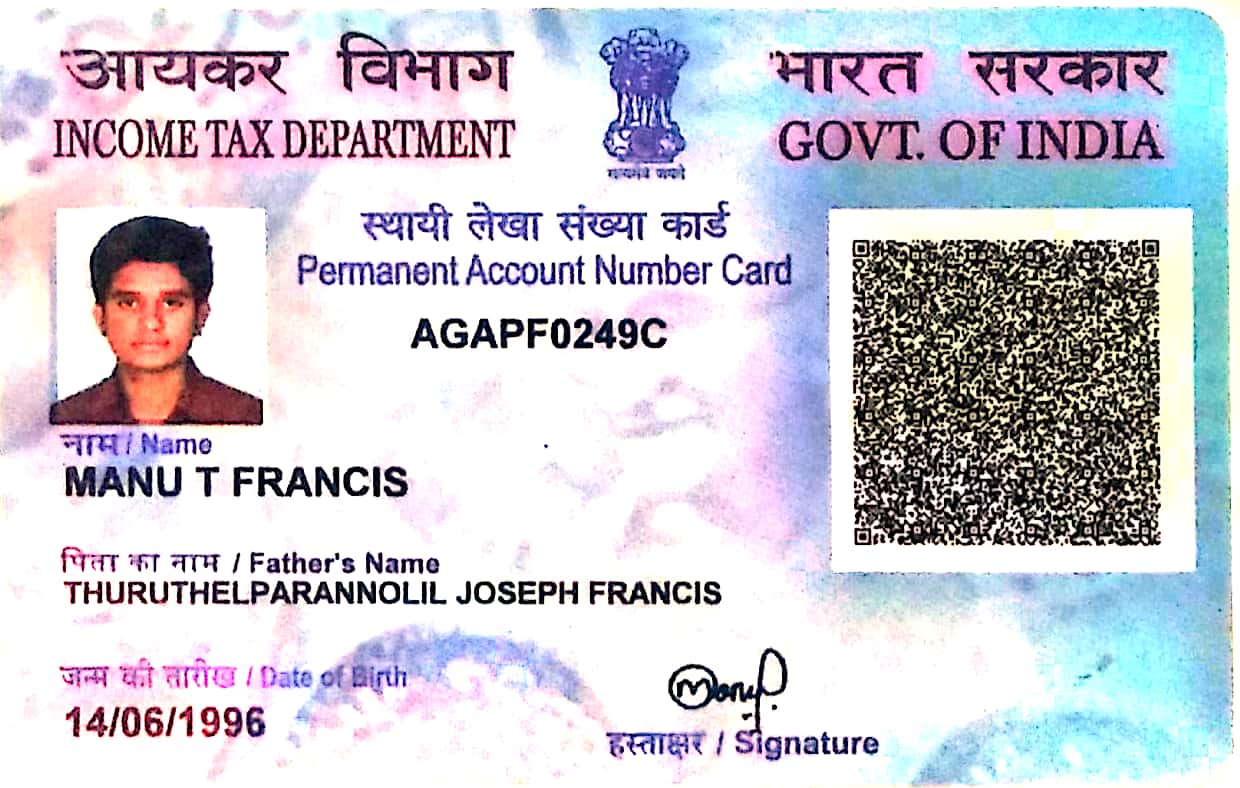 आयकर विभाग
INCOME TAX DEPARTMENT
सत्यमेव जयते
भारत सरकार
GOVT. OF INDIA
स्थायी लेखा संख्या कार्ड
Permanent Account Number Card
AGAPF0249C
नाम / Name
MANU T FRANCIS
पिता का नाम / Father's Name
THURUTHELPARANNOLIL JOSEPH FRANCIS
जन्म की तारीख / Date of Birth
14/06/1996
हस्ताक्षर / Signature